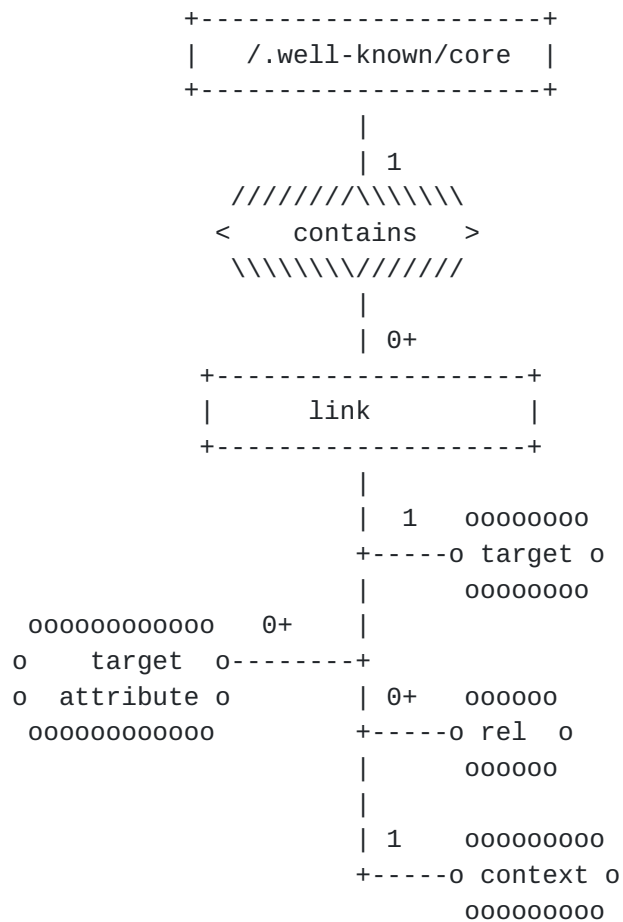 /.well-known/core
1
contains
0+
link
1
target
0+
target
attribute
0+
rel
1
context